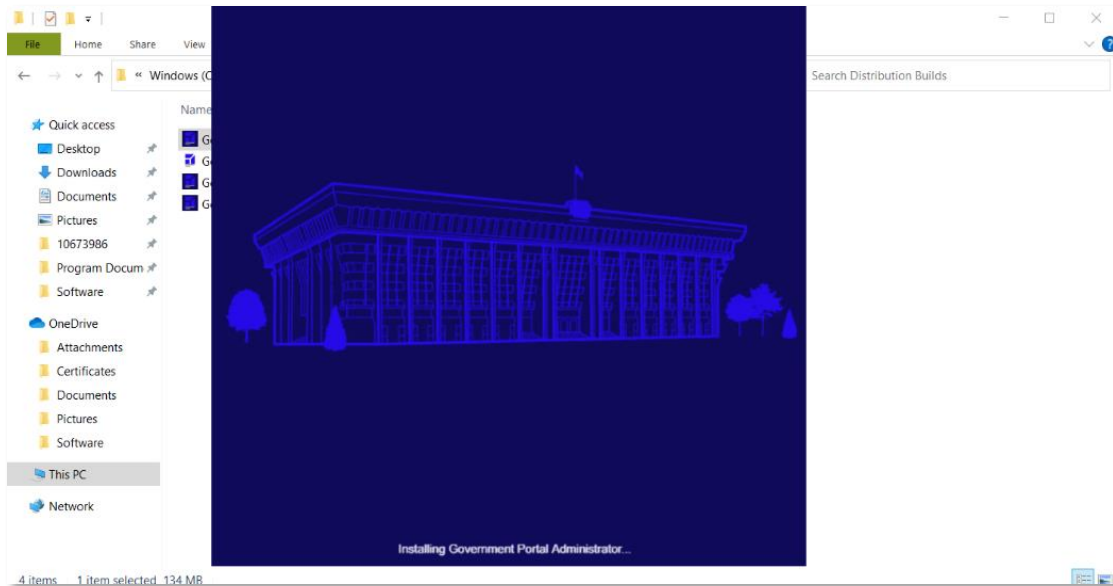 File Home Share View
« Windows (C
Search Distribution Builds
Name
Quick access
Desktop
Downloads
Documents
Pictures
10673986
Program Docum
Software
OneDrive
Attachments
Certificates
Documents
Pictures
Software
This PC
Network
Installing Government Portal Administrator...
4 items 1 item selected 134 MB